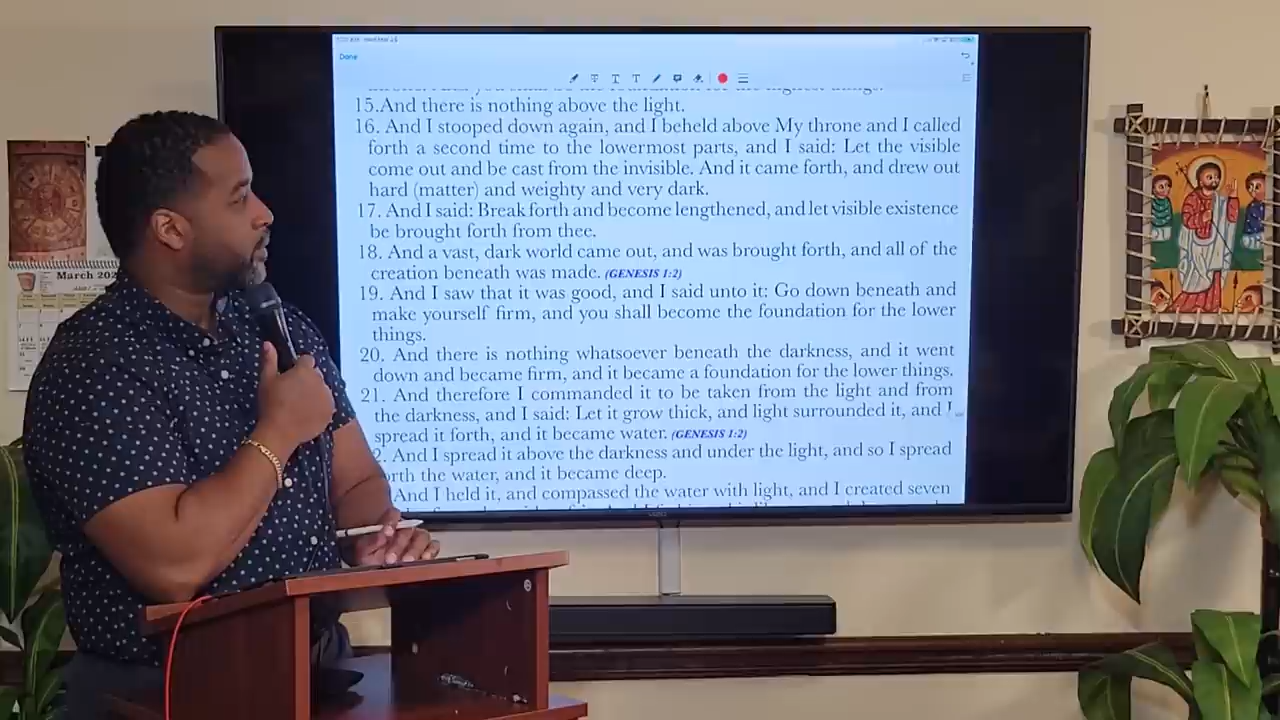 Done
15.And there is nothing above the light.
16. And I stooped down again, and I beheld above My throne and I called
forth a second time to the lowermost parts, and I said: Let the visible
come out and be cast from the invisible. And it came forth, and drew out
hard (matter) and weighty and very dark.
17. And I said: Break forth and become lengthened, and let visible existence
be brought forth from thee.
18. And a vast, dark world came out, and was brought forth, and all of the
creation beneath was made. (GENESIS 1:2)
19. And I saw that it was good, and I said unto it: Go down beneath and
make yourself firm, and you shall become the foundation for the lower
things.
20. And there is nothing whatsoever beneath the darkness, and it went
down and became firm, and it became a foundation for the lower things.
21. And therefore I commanded it to be taken from the light and from
the darkness, and I said: Let it grow thick, and light surrounded it, and I
spread it forth, and it became water. (GENESIS 1:2)
2. And I spread it above the darkness and under the light, and so I spread
orth the water, and it became deep.
And I held it, and compassed the water with light, and I created seven
March 202
VIZIO